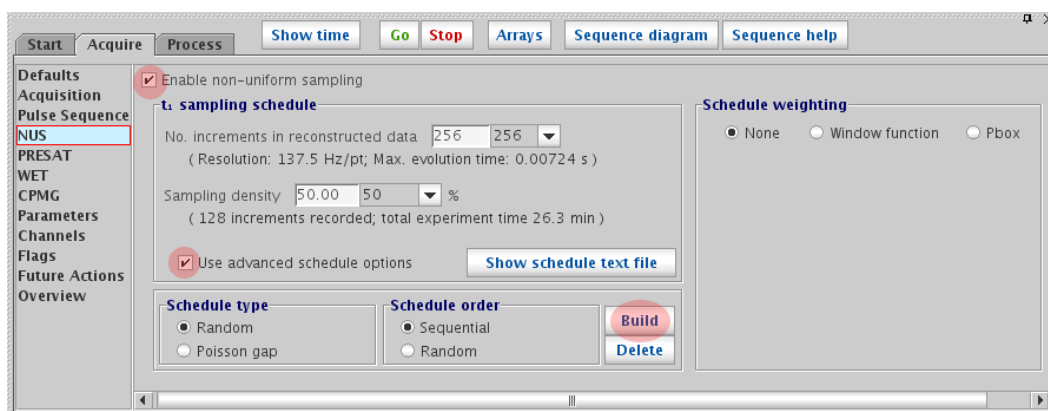 Start Acquire Process Show time Go Stop Arrays Sequence diagram Sequence help
Defaults
Acquisition
Pulse Sequence
NUS
PRESAT
WET
CPMG
Parameters
Channels
Flags
Future Actions
Overview
Enable non-uniform sampling
t₁ sampling schedule
No. increments in reconstructed data 256 256
( Resolution: 137.5 Hz/pt; Max. evolution time: 0.00724 s )
Sampling density 50.00 50 %
( 128 increments recorded; total experiment time 26.3 min )
Use advanced schedule options Show schedule text file
Schedule type
Random
Poisson gap
Schedule order
Sequential
Random
Build
Delete
Schedule weighting
None Window function Pbox